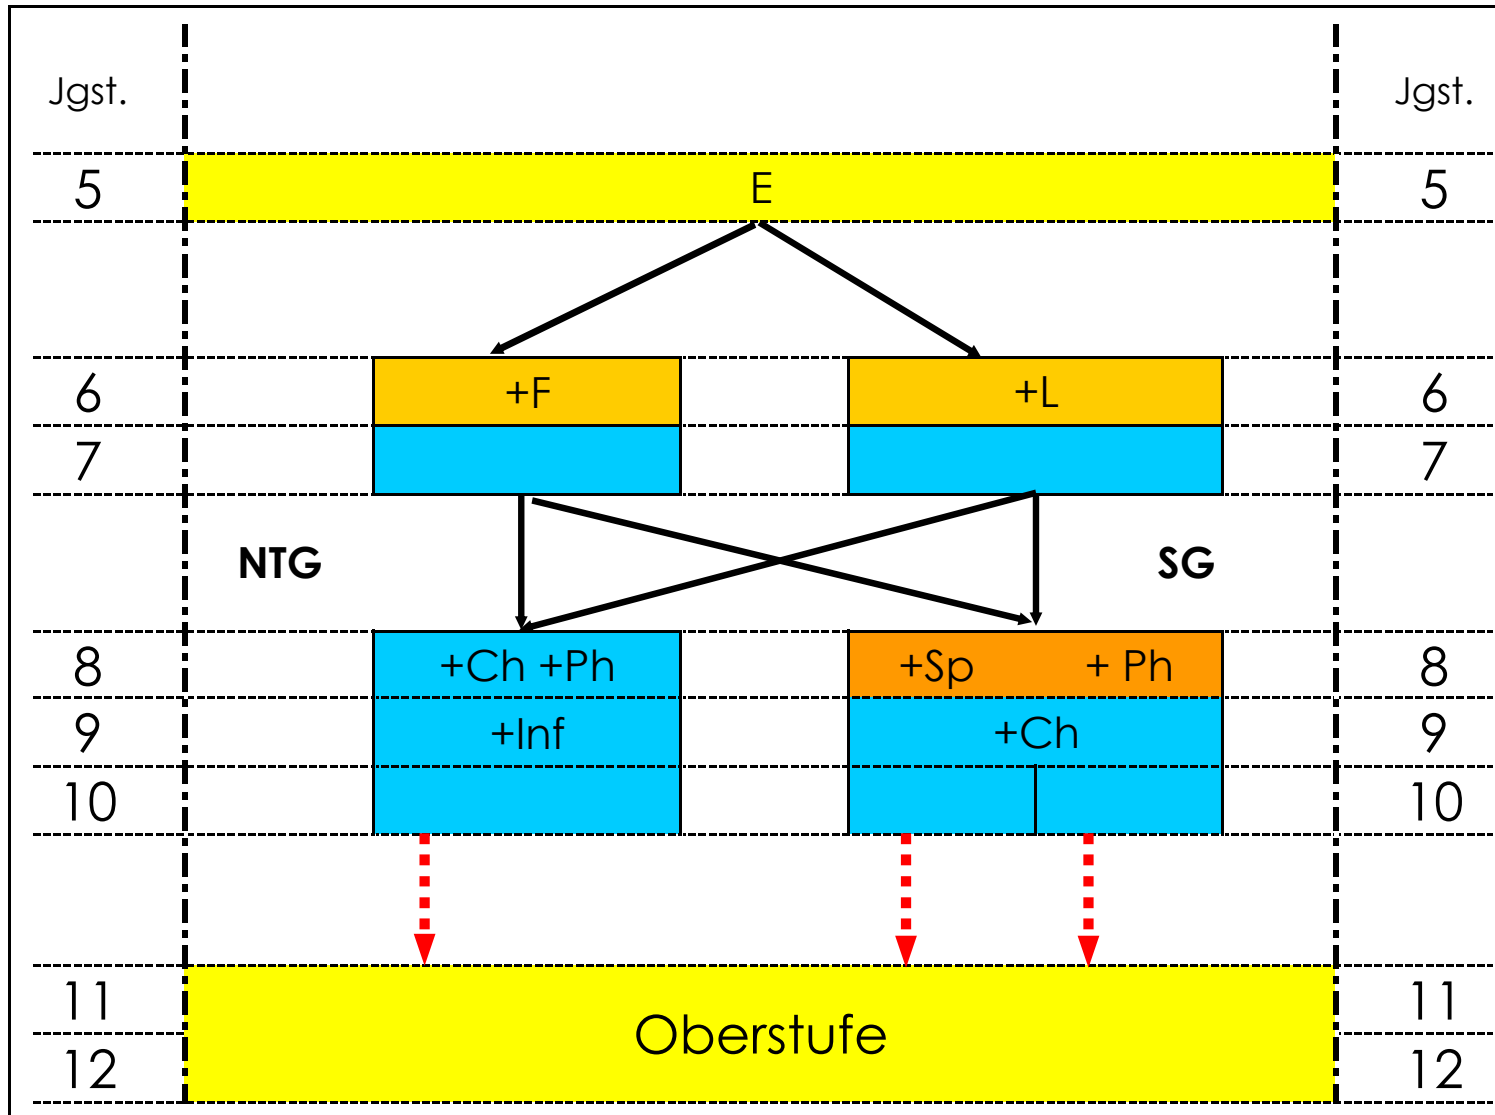 Jgst. Jgst.
5 E 5
6 +F +L 6
7 7
NTG SG
8 +Ch +Ph +Sp + Ph 8
9 +Inf +Ch 9
10 10
11 11
Oberstufe
12 12